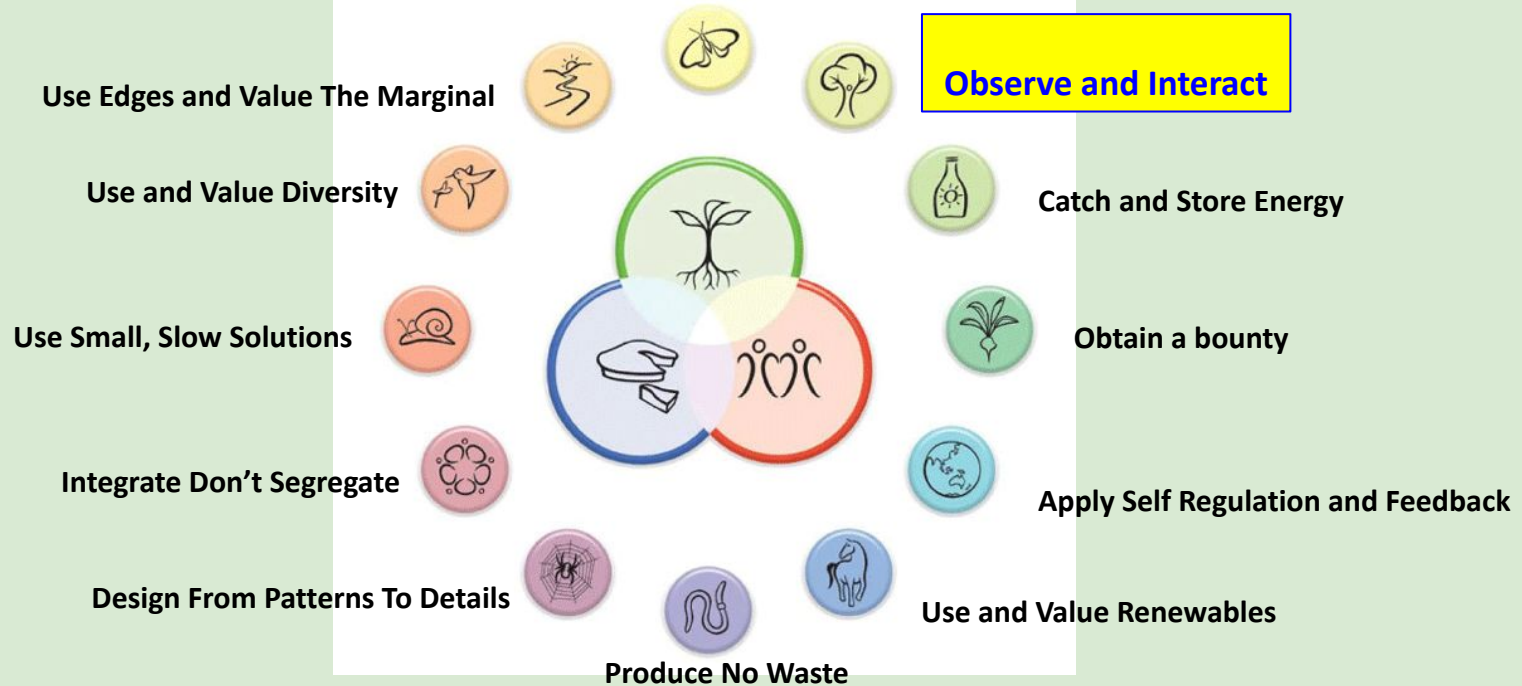 Observe and Interact
Use Edges and Value The Marginal
Use and Value Diversity
Catch and Store Energy
Use Small, Slow Solutions
Obtain a bounty
Integrate Don’t Segregate
Apply Self Regulation and Feedback
Design From Patterns To Details
Use and Value Renewables
Produce No Waste